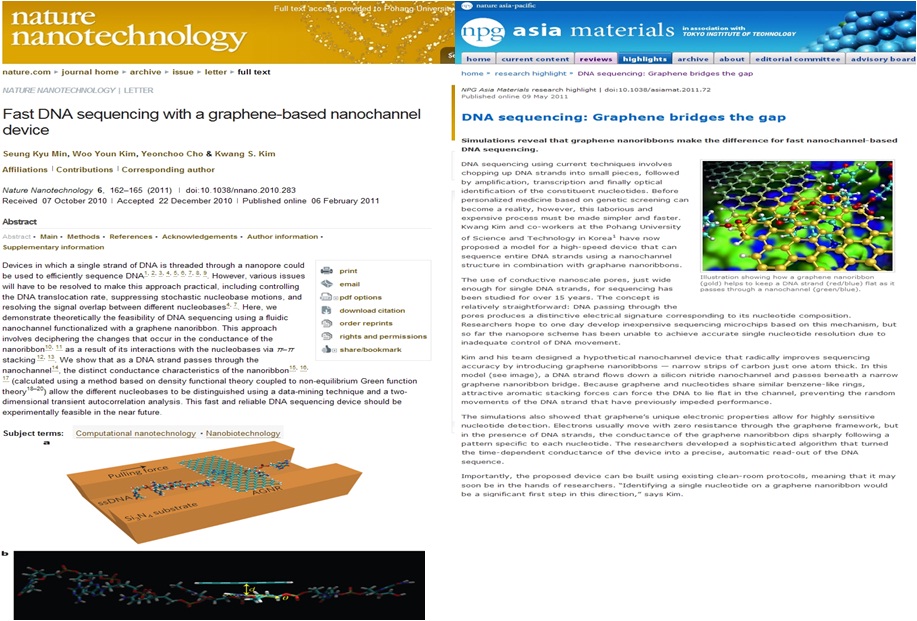 nature
nanotechnology
Full text access provided to Pohang University
nature.com ▸ journal home ▸ archive ▸ issue ▸ letter ▸ full text
NATURE NANOTECHNOLOGY | LETTER
Fast DNA sequencing with a graphene-based nanochannel
device
Seung Kyu Min, Woo Youn Kim, Yeonchoo Cho & Kwang S. Kim
Affiliations | Contributions | Corresponding author
Nature Nanotechnology 6, 162–165 (2011) | doi:10.1038/nnano.2010.283
Received 07 October 2010 | Accepted 22 December 2010 | Published online 06 February 2011
Abstract
Abstract • Main • Methods • References • Acknowledgements • Author information •
Supplementary information
Devices in which a single strand of DNA is threaded through a nanopore could
be used to efficiently sequence DNA1, 2, 3, 4, 5, 6, 7, 8, 9. However, various issues
will have to be resolved to make this approach practical, including controlling
the DNA translocation rate, suppressing stochastic nucleobase motions, and
resolving the signal overlap between different nucleobases4, 7. Here, we
demonstrate theoretically the feasibility of DNA sequencing using a fluidic
nanochannel functionalized with a graphene nanoribbon. This approach
involves deciphering the changes that occur in the conductance of the
nanoribbon10, 11 as a result of its interactions with the nucleobases via π–π
stacking12, 13. We show that as a DNA strand passes through the
nanochannel14, the distinct conductance characteristics of the nanoribbon15, 16,
17 (calculated using a method based on density functional theory coupled to non-equilibrium Green function
theory18–20) allow the different nucleobases to be distinguished using a data-mining technique and a two-
dimensional transient autocorrelation analysis. This fast and reliable DNA sequencing device should be
experimentally feasible in the near future.
print
email
pdf options
download citation
order reprints
rights and permissions
share/bookmark
Subject terms: Computational nanotechnology • Nanobiotechnology
a
Pulling force
ssDNA
AGNR
Si3N4 substrate
b
d
θ
npg nature asia-pacific
npg asia materials in association with
TOKYO INSTITUTE OF TECHNOLOGY
home current content reviews highlights archive about editorial committee advisory board
home ▸ research highlight ▸ DNA sequencing: Graphene bridges the gap
NPG Asia Materials research highlight | doi:10.1038/asiamat.2011.72
Published online 09 May 2011
DNA sequencing: Graphene bridges the gap
Simulations reveal that graphene nanoribbons make the difference for fast nanochannel-based
DNA sequencing.
DNA sequencing using current techniques involves
chopping up DNA strands into small pieces, followed
by amplification, transcription and finally optical
identification of the constituent nucleotides. Before
personalized medicine based on genetic screening can
become a reality, however, this laborious and
expensive process must be made simpler and faster.
Kwang Kim and co-workers at the Pohang University
of Science and Technology in Korea1 have now
proposed a model for a high-speed device that can
sequence entire DNA strands using a nanochannel
structure in combination with graphene nanoribbons.
Illustration showing how a graphene nanoribbon
(gold) helps to keep a DNA strand (red/blue) flat as it
passes through a nanochannel (green/blue).
The use of conductive nanoscale pores, just wide
enough for single DNA strands, for sequencing has
been studied for over 15 years. The concept is
relatively straightforward: DNA passing through the
pores produces a distinctive electrical signature corresponding to its nucleotide composition.
Researchers hope to one day develop inexpensive sequencing microchips based on this mechanism, but
so far the nanopore scheme has been unable to achieve accurate single nucleotide resolution due to
inadequate control of DNA movement.
Kim and his team designed a hypothetical nanochannel device that radically improves sequencing
accuracy by introducing graphene nanoribbons — narrow strips of carbon just one atom thick. In this
model (see image), a DNA strand flows down a silicon nitride nanochannel and passes beneath a narrow
graphene nanoribbon bridge. Because graphene and nucleotides share similar benzene-like rings,
attractive aromatic stacking forces can force the DNA to lie flat in the channel, preventing the random
movements of the DNA strand that have previously impeded performance.
The simulations also showed that graphene's unique electronic properties allow for highly sensitive
nucleotide detection. Electrons usually move with zero resistance through the graphene framework, but
in the presence of DNA strands, the conductance of the graphene nanoribbon dips sharply following a
pattern specific to each nucleotide. The researchers developed a sophisticated algorithm that turned
the time-dependent conductance of the device into a precise, automatic read-out of the DNA
sequence.
Importantly, the proposed device can be built using existing clean-room protocols, meaning that it may
soon be in the hands of researchers. "Identifying a single nucleotide on a graphene nanoribbon would
be a significant first step in this direction," says Kim.